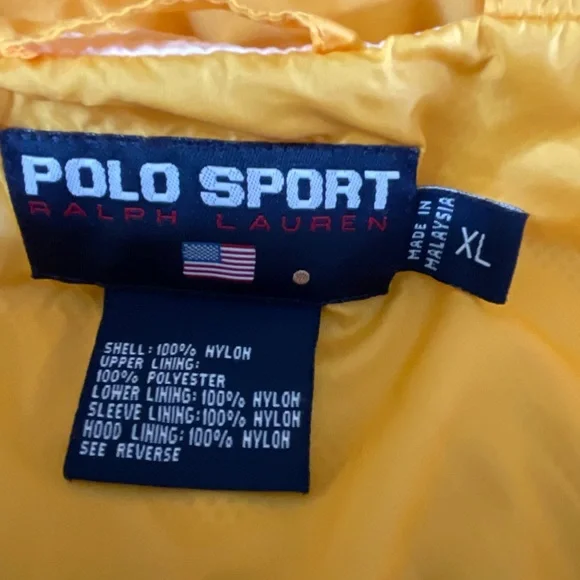 POLO SPORT
RALPH LAUREN
MADE IN
MALAYSIA
XL
SHELL: 100% NYLON
UPPER LINING:
100% POLYESTER
LOWER LINING: 100% NYLON
SLEEVE LINING: 100% NYLON
HOOD LINING: 100% NYLON
SEE REVERSE